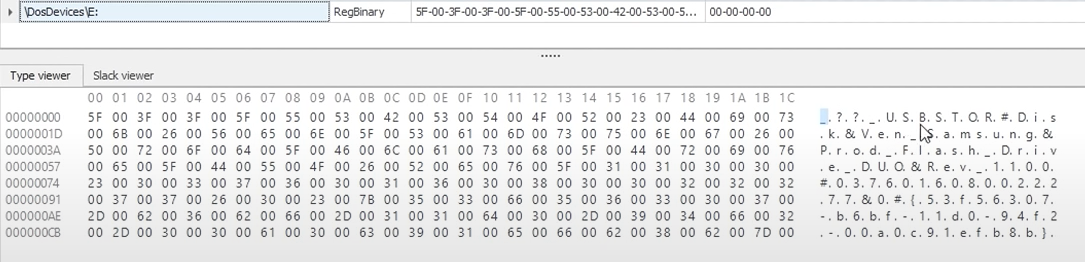 \DosDevices\E: RegBinary 5F-00-3F-00-3F-00-5F-00-55-00-53-00-42-00-53-00-5... 00-00-00-00
Type viewer Slack viewer
00 01 02 03 04 05 06 07 08 09 0A 0B 0C 0D 0E 0F 10 11 12 13 14 15 16 17 18 19 1A 1B 1C
00000000 5F 00 3F 00 3F 00 5F 00 55 00 53 00 42 00 53 00 54 00 4F 00 52 00 23 00 44 00 69 00 73 _.?.?._.U.S.B.S.T.O.R.#.D.i.s
0000001D 00 6B 00 26 00 56 00 65 00 6E 00 5F 00 53 00 61 00 6D 00 73 00 75 00 6E 00 67 00 26 00 .k.&.V.e.n._.S.a.m.s.u.n.g.&.
0000003A 50 00 72 00 6F 00 64 00 5F 00 46 00 6C 00 61 00 73 00 68 00 5F 00 44 00 72 00 69 00 76 P.r.o.d._.F.l.a.s.h._.D.r.i.v
00000057 00 65 00 5F 00 44 00 55 00 4F 00 26 00 52 00 65 00 76 00 5F 00 31 00 31 00 30 00 30 00 .e._.D.U.O.&.R.e.v._.1.1.0.0.
00000074 23 00 30 00 33 00 37 00 36 00 30 00 31 00 36 00 30 00 38 00 30 00 30 00 32 00 32 00 32 #.0.3.7.6.0.1.6.0.8.0.0.2.2.2
00000091 00 37 00 37 00 26 00 30 00 23 00 7B 00 35 00 33 00 66 00 35 00 36 00 33 00 30 00 37 00 .7.7.&.0.#.{.5.3.f.5.6.3.0.7.
000000AE 2D 00 62 00 36 00 62 00 66 00 2D 00 31 00 31 00 64 00 30 00 2D 00 39 00 34 00 66 00 32 -.b.6.b.f.-.1.1.d.0.-.9.4.f.2
000000CB 00 2D 00 30 00 30 00 61 00 30 00 63 00 39 00 31 00 65 00 66 00 62 00 38 00 62 00 7D 00 .-.0.0.a.0.c.9.1.e.f.b.8.b.}.